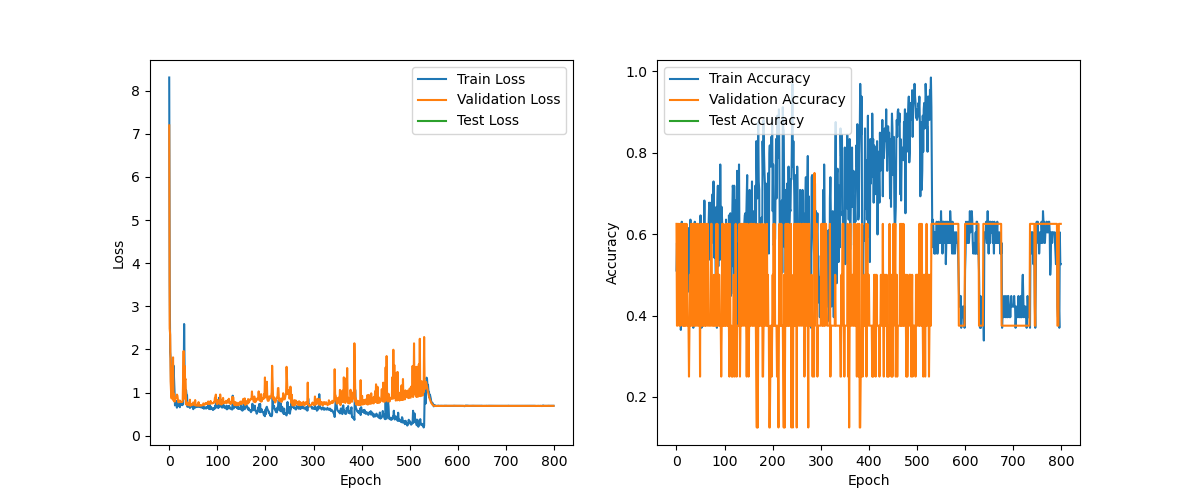 Train Loss
Validation Loss
Test Loss
8
7
6
5
4
3
2
1
0
Loss
0 100 200 300 400 500 600 700 800
Epoch
Train Accuracy
Validation Accuracy
Test Accuracy
1.0
0.8
0.6
0.4
0.2
Accuracy
0 100 200 300 400 500 600 700 800
Epoch